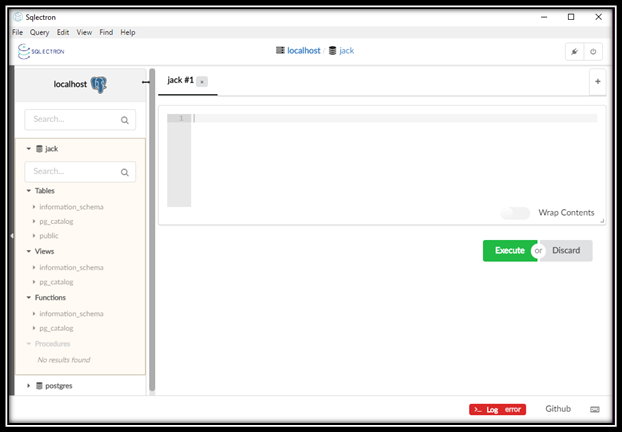 Sqlectron
File Query Edit View Find Help
SQLECTRON
localhost / jack
localhost
jack #1
+
Search...
1
jack
Search...
Tables
information_schema
pg_catalog
public
Wrap Contents
Views
information_schema
pg_catalog
Execute or Discard
Functions
information_schema
pg_catalog
Procedures
No results found
postgres
>_ Log error Github